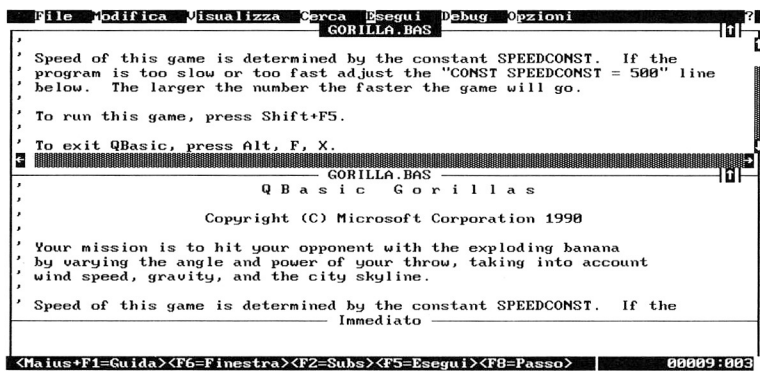 File Modifica Visualizza Cerca Esegui Debug Opzioni ?
GORILLA.BAS
' Speed of this game is determined by the constant SPEEDCONST. If the
' program is too slow or too fast adjust the "CONST SPEEDCONST = 500" line
' below. The larger the number the faster the game will go.
'
' To run this game, press Shift+F5.
'
' To exit QBasic, press Alt, F, X.
GORILLA.BAS
' Q B a s i c G o r i l l a s
'
' Copyright (C) Microsoft Corporation 1990
'
' Your mission is to hit your opponent with the exploding banana
' by varying the angle and power of your throw, taking into account
' wind speed, gravity, and the city skyline.
'
' Speed of this game is determined by the constant SPEEDCONST. If the
Immediato
<Maius+F1=Guida><F6=Finestra><F2=Subs><F5=Esegui><F8=Passo> 00009:003